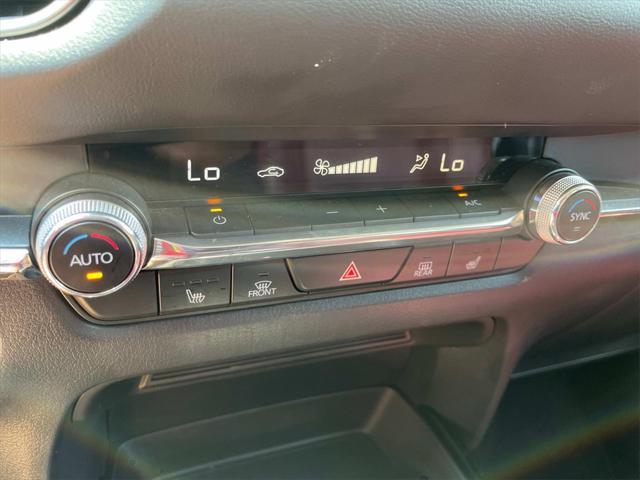 Lo Lo
− + A/C
AUTO SYNC
FRONT REAR